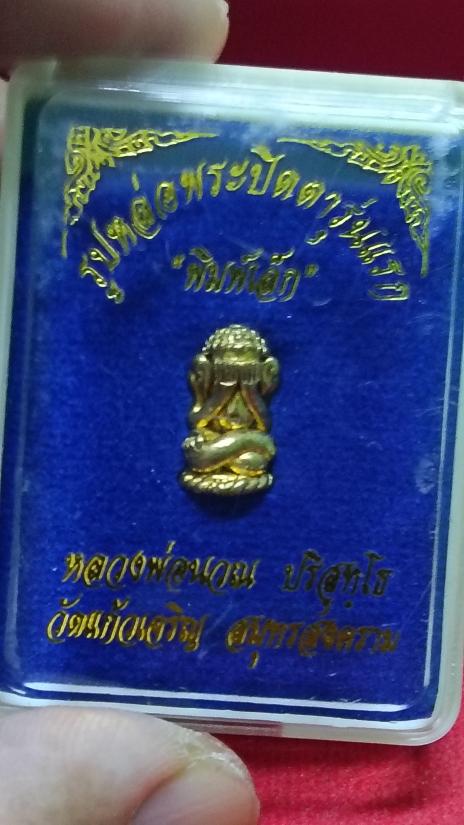 รูปหล่อพระปิดตารุ่นแรก
"พิมพ์เล็ก"
หลวงพ่อนวณ ปริสุทฺโธ
วัดแก้วเจริญ สมุทรสงคราม